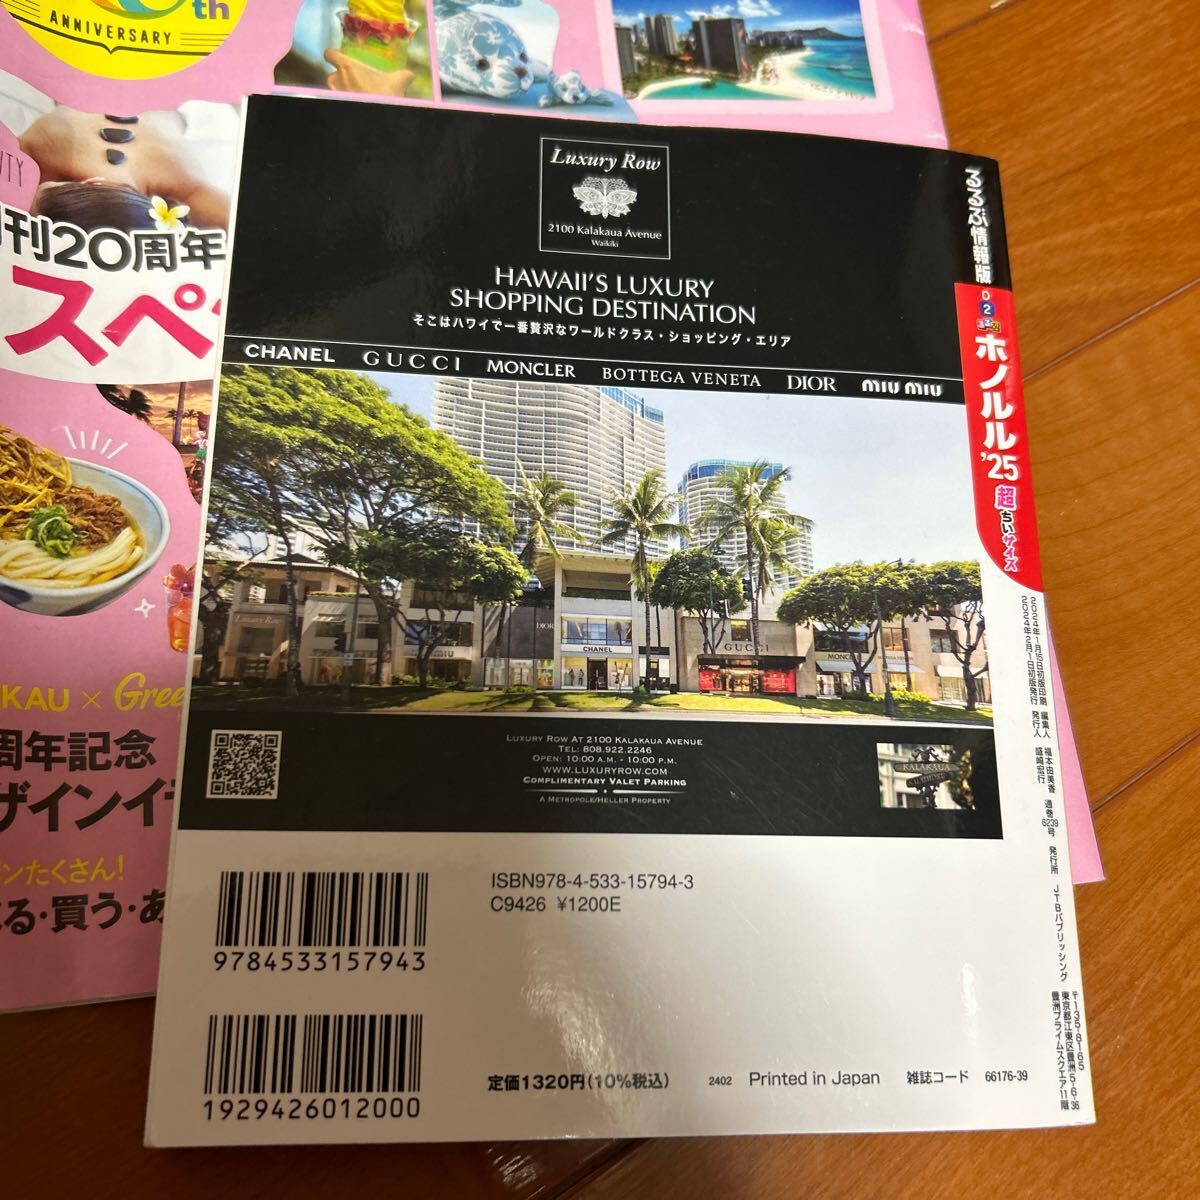 th
ANNIVERSARY
刊20周年
スペ
KAU × Gree
周年記念
ザインイ
ンたくさん!
る・買う・あ
Luxury Row
2100 Kalakaua Avenue
Waikiki
HAWAII'S LUXURY
SHOPPING DESTINATION
そこはハワイで一番贅沢なワールドクラス・ショッピング・エリア
CHANEL GUCCI MONCLER BOTTEGA VENETA DIOR miu miu
Luxury Row
DIOR
CHANEL
GUCCI
LUXURY ROW AT 2100 KALAKAUA AVENUE
TEL: 808.922.2246
OPEN: 10:00 A.M. - 10:00 P.M.
WWW.LUXURYROW.COM
COMPLIMENTARY VALET PARKING
A METROPOLE/HELLER PROPERTY
KALAKAUA
ISBN978-4-533-15794-3
C9426 ¥1200E
9784533157943
1929426012000
定価1320円(10%税込)
2402 Printed in Japan 雑誌コード 66176-39
るるぶ情報版 D 2 るるぶ ホノルル'25 超ちいサイズ
2024年1月15日初版印刷 編集人 福本由美香 通巻6239号 発行所 JTBパブリッシング 〒135-8165
2024年2月1日初版発行 発行人 盛崎宏行
東京都江東区豊洲5-6-36
豊洲プライムスクエア11階